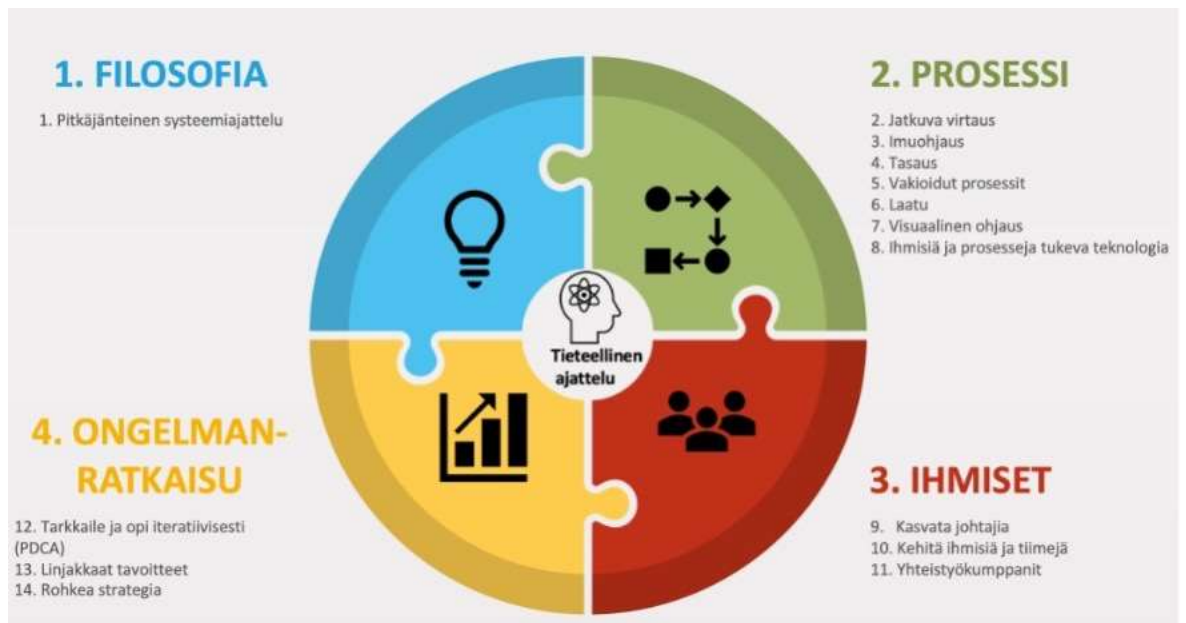 1. FILOSOFIA
1. Pitkäjänteinen systeemiajattelu
2. PROSESSI
2. Jatkuva virtaus
3. Imuohjaus
4. Tasaus
5. Vakioidut prosessit
6. Laatu
7. Visuaalinen ohjaus
8. Ihmisiä ja prosesseja tukeva teknologia
Tieteellinen
ajattelu
4. ONGELMAN-
RATKAISU
12. Tarkkaile ja opi iteratiivisesti
(PDCA)
13. Linjakkaat tavoitteet
14. Rohkea strategia
3. IHMISET
9. Kasvata johtajia
10. Kehitä ihmisiä ja tiimejä
11. Yhteistyökumppanit